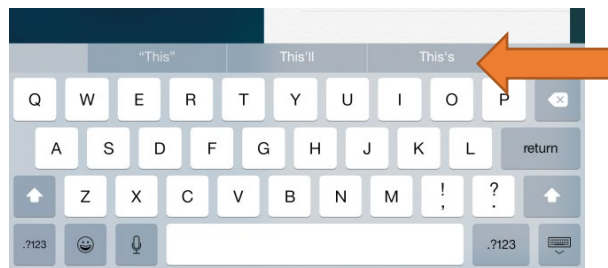 “This” This'll This's
Q W E R T Y U I O P
A S D F G H J K L return
Z X C V B N M ! , ? .
.?123 .?123